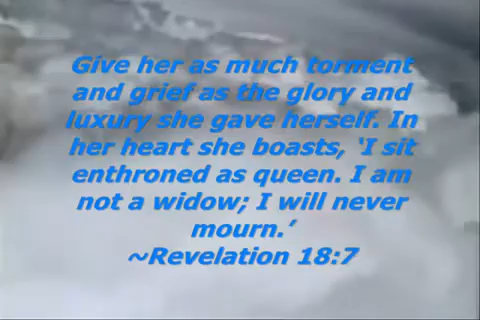 Give her as much torment
and grief as the glory and
luxury she gave herself. In
her heart she boasts, 'I sit
enthroned as queen. I am
not a widow; I will never
mourn.'
~Revelation 18:7